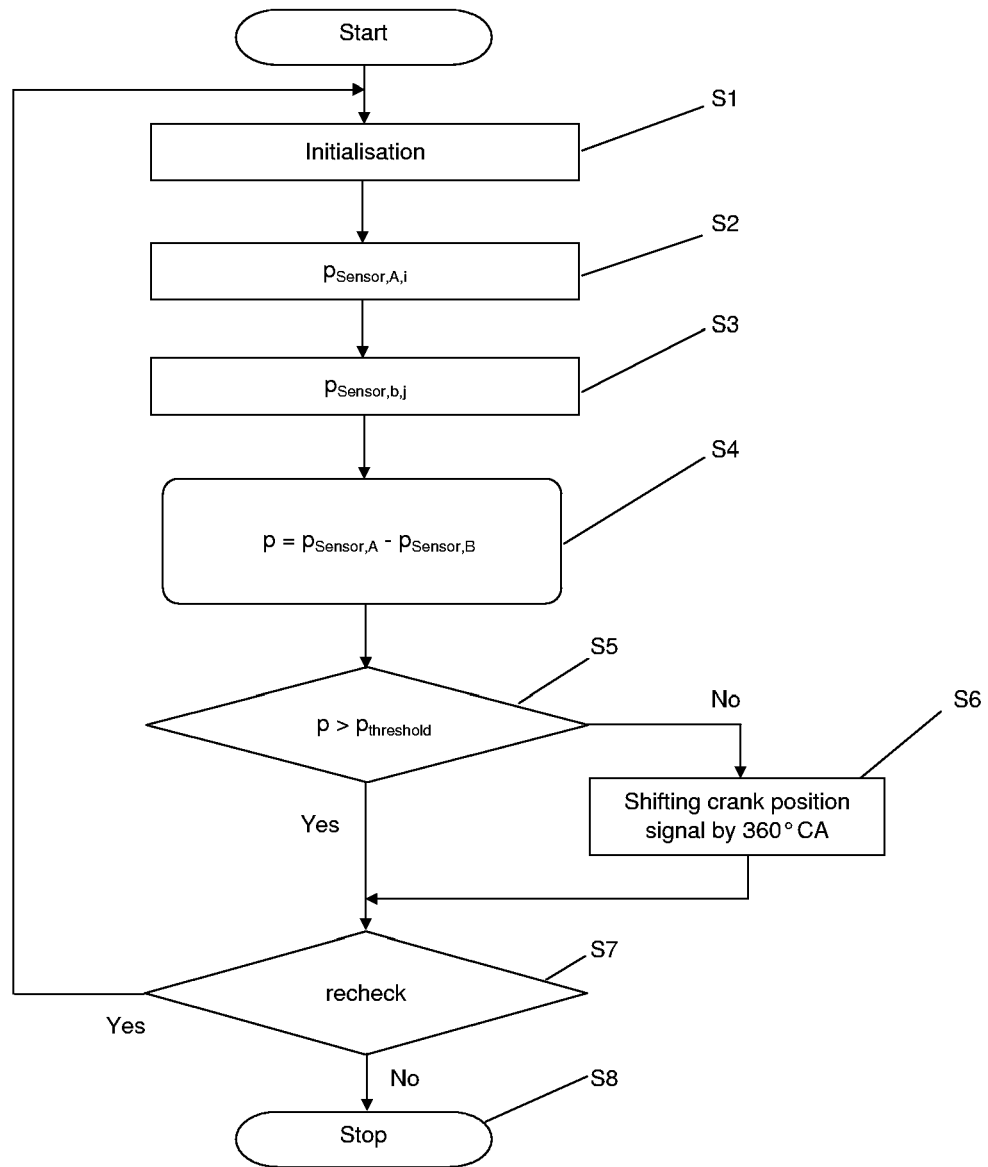 Start
S1
Initialisation
S2
pSensor,A,i
S3
pSensor,b,j
S4
p = pSensor,A - pSensor,B
S5
No
S6
p > pthreshold
Shifting crank position
signal by 360° CA
Yes
S7
recheck
Yes
No
S8
Stop